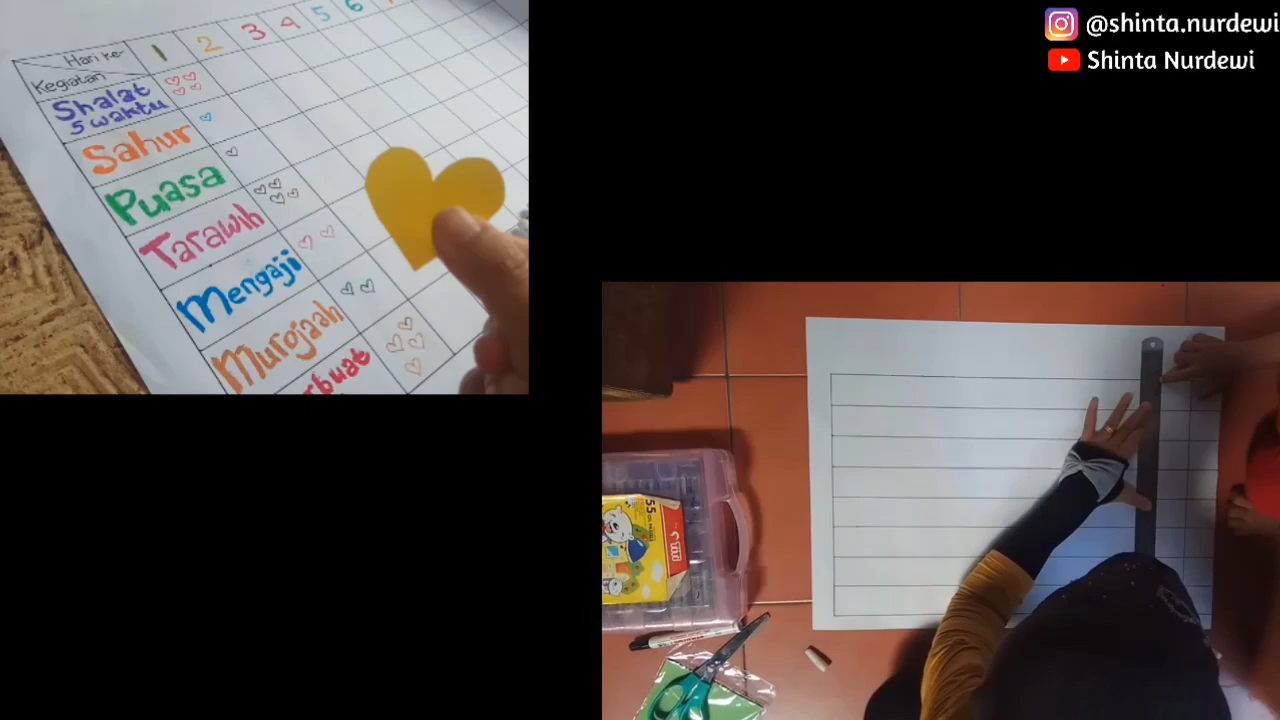 @shinta.nurdewi
Shinta Nurdewi
Hari ke-
1 2 3 4 5 6
Kegiatan
Shalat
5 waktu
Sahur
Puasa
Tarawih
Mengaji
Murojaah
buat
55